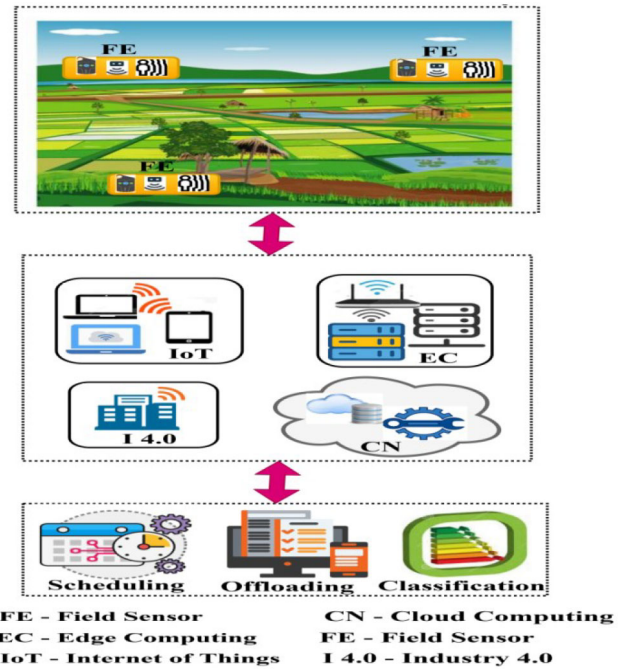 FE FE
FE
IoT EC
I 4.0 CN
Scheduling Offloading Classification
FE - Field Sensor CN - Cloud Computing
EC - Edge Computing FE - Field Sensor
IoT - Internet of Things I 4.0 - Industry 4.0